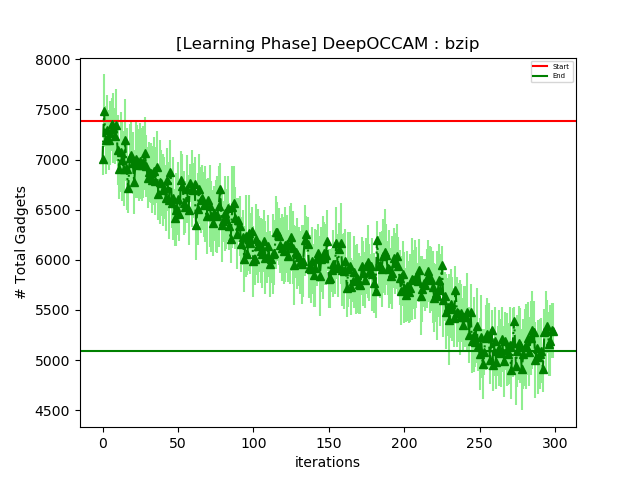 [Learning Phase] DeepOCCAM : bzip
Start
End
8000
7500
7000
6500
6000
5500
5000
4500
# Total Gadgets
0 50 100 150 200 250 300
iterations